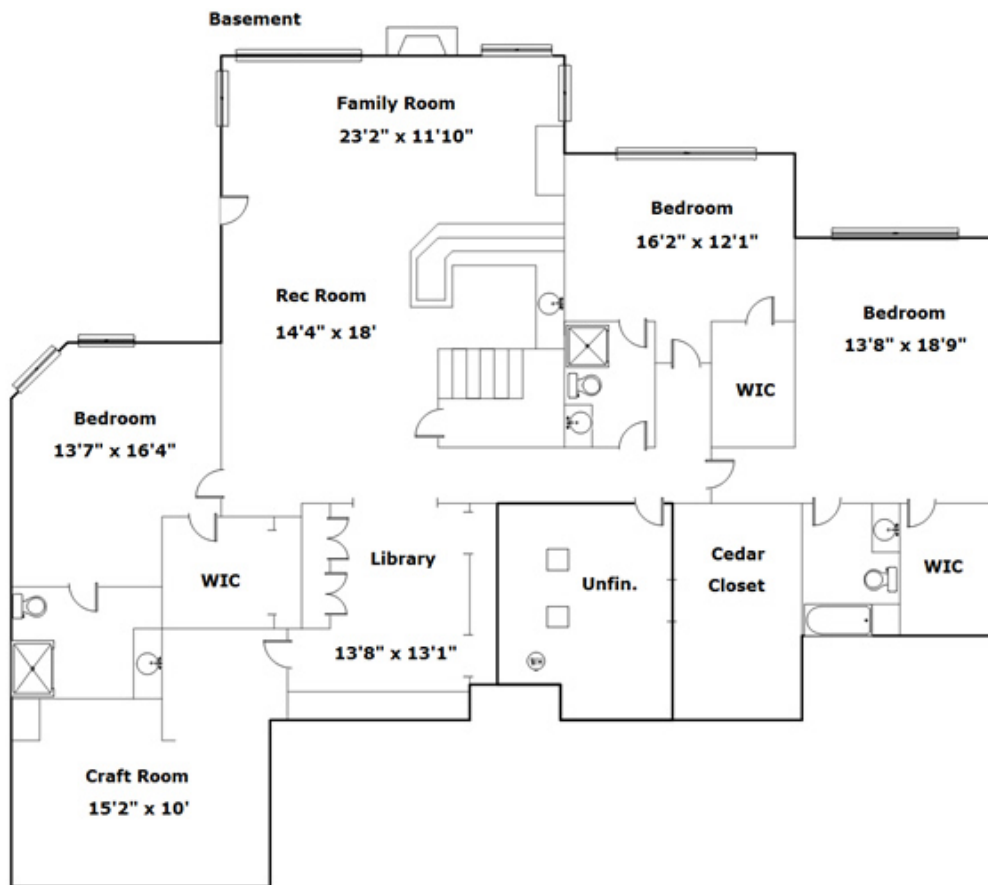 Basement
Family Room
23'2" x 11'10"
Bedroom
16'2" x 12'1"
Rec Room
14'4" x 18'
Bedroom
13'8" x 18'9"
WIC
Bedroom
13'7" x 16'4"
Library
WIC
Unfin.
Cedar
Closet
WIC
13'8" x 13'1"
Craft Room
15'2" x 10'